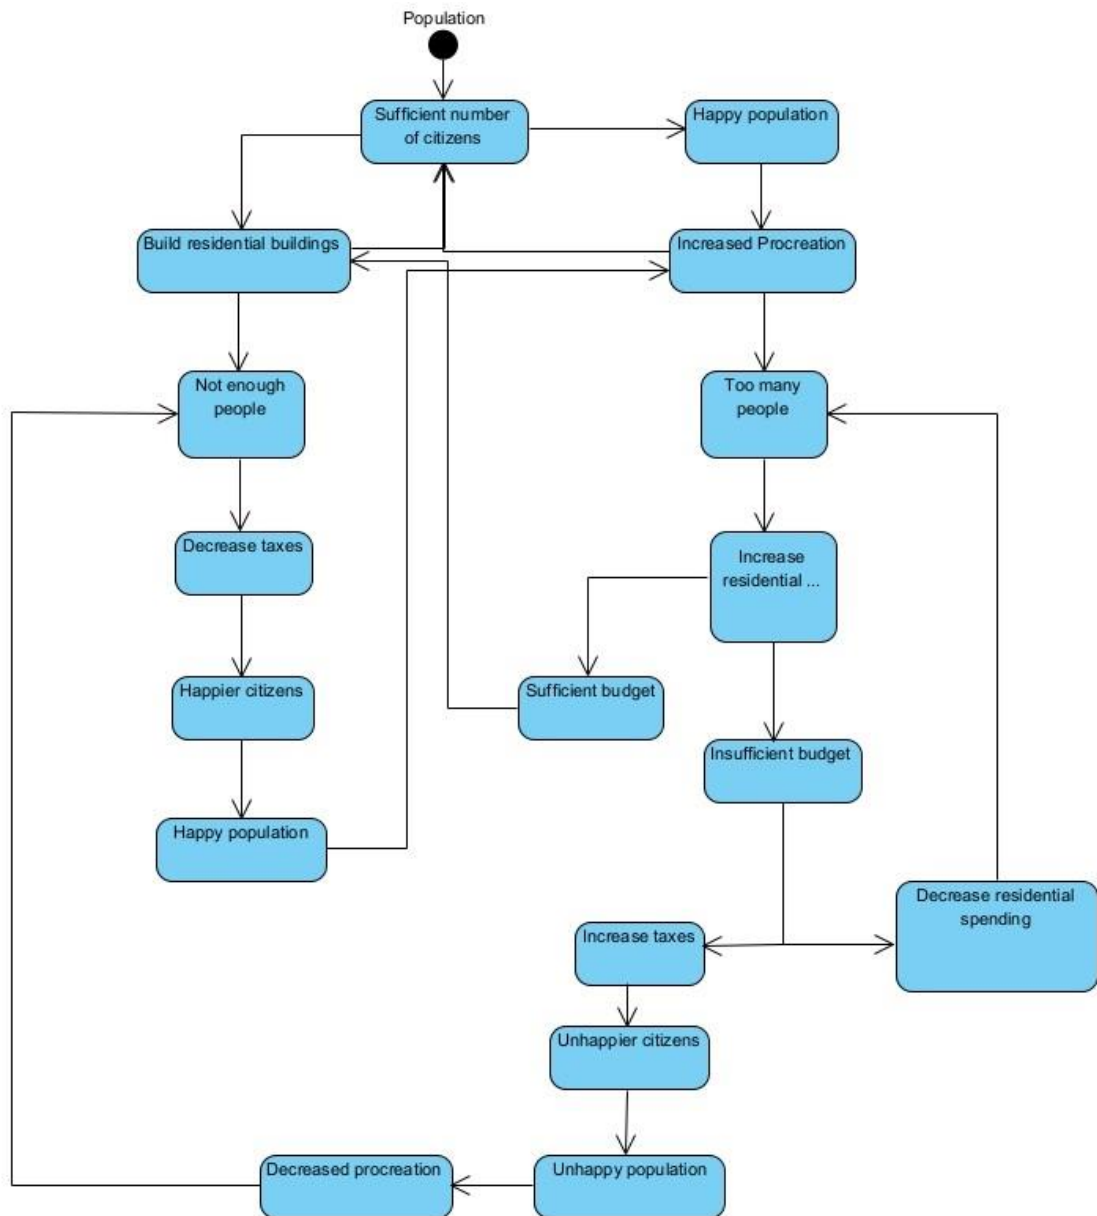 Population
Sufficient number
of citizens
Happy population
Build residential buildings
Increased Procreation
Not enough
people
Too many
people
Decrease taxes
Increase
residential ...
Happier citizens
Sufficient budget
Insufficient budget
Happy population
Decrease residential
spending
Increase taxes
Unhappier citizens
Decreased procreation
Unhappy population